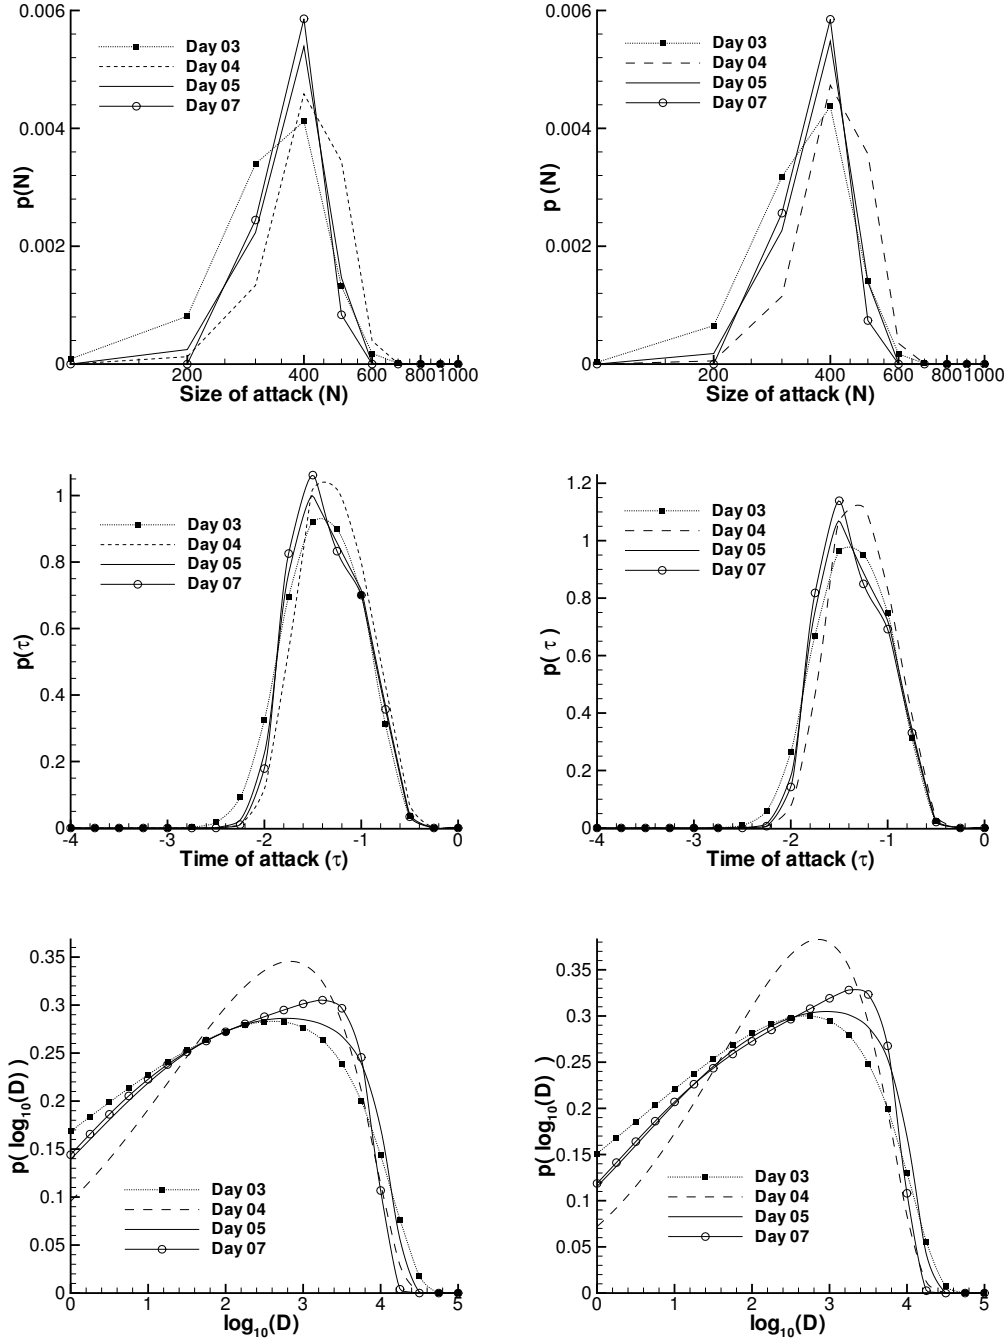 0.006
0.004
0.002
0
p(N)
Day 03
Day 04
Day 05
Day 07
200 400 600 800 1000
Size of attack (N)
0.006
0.004
0.002
0
p (N)
Day 03
Day 04
Day 05
Day 07
200 400 600 800 1000
Size of attack (N)
1
0.8
0.6
0.4
0.2
0
p(τ)
Day 03
Day 04
Day 05
Day 07
-4 -3 -2 -1 0
Time of attack (τ)
1.2
1
0.8
0.6
0.4
0.2
0
p( τ )
Day 03
Day 04
Day 05
Day 07
-4 -3 -2 -1 0
Time of attack (τ)
0.35
0.3
0.25
0.2
0.15
0.1
0.05
0
p( log10(D) )
Day 03
Day 04
Day 05
Day 07
0 1 2 3 4 5
log10(D)
0.35
0.3
0.25
0.2
0.15
0.1
0.05
0
p( log10(D) )
Day 03
Day 04
Day 05
Day 07
0 1 2 3 4 5
log10(D)